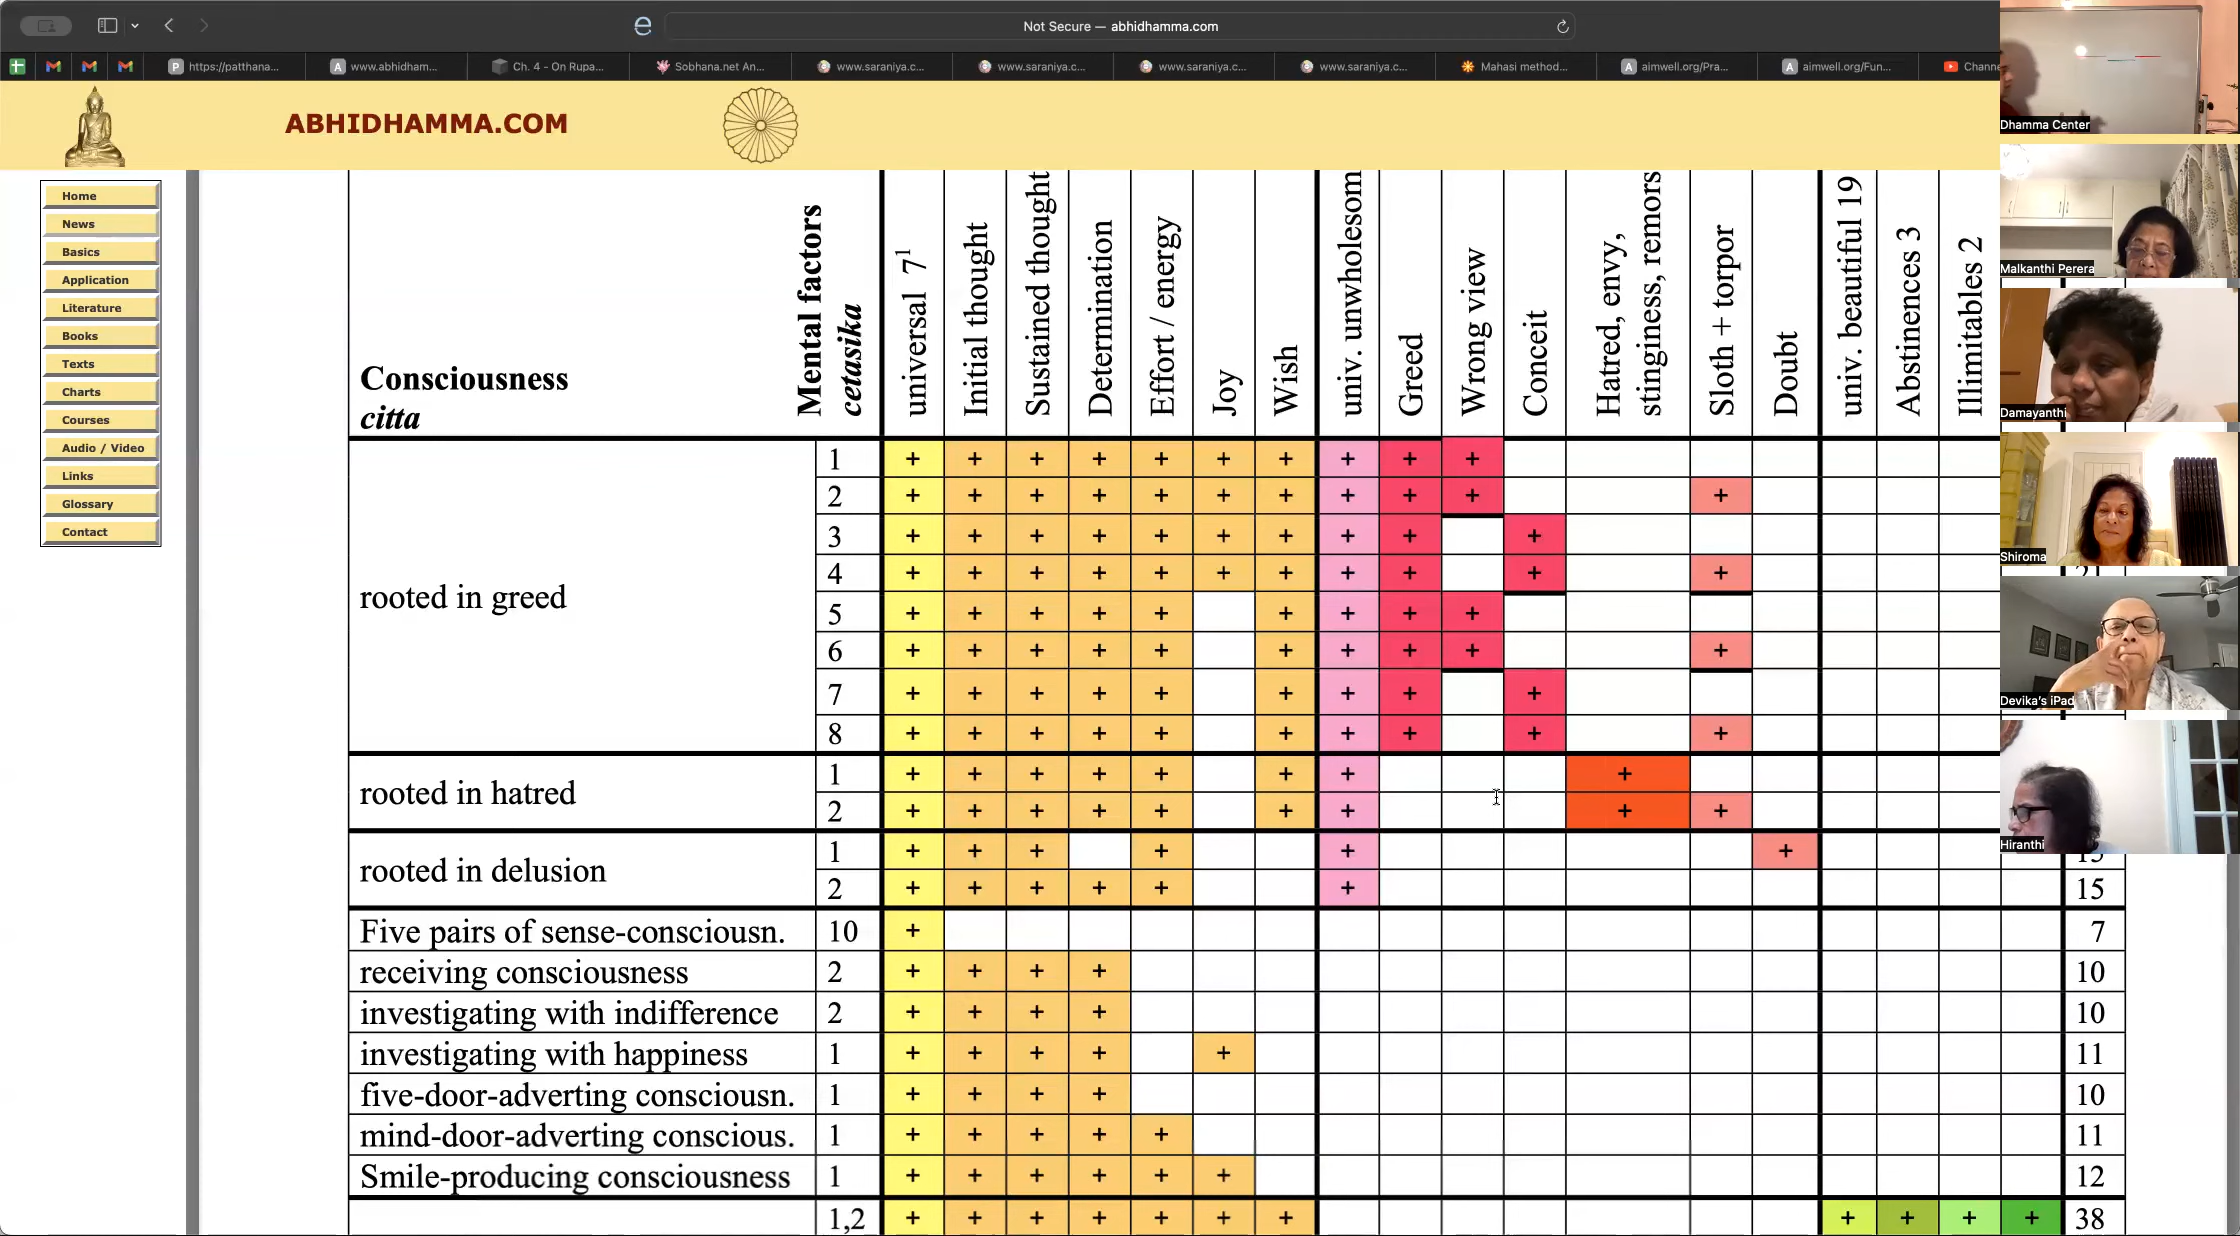 Not Secure — abhidhamma.com
https://patthana...
www.abhidham...
Ch. 4 - On Rupa...
Sobhana.net An...
www.saraniya.c...
www.saraniya.c...
www.saraniya.c...
www.saraniya.c...
Mahasi method...
aimwell.org/Pra...
aimwell.org/Fun...
Channe
ABHIDHAMMA.COM
Home
News
Basics
Application
Literature
Books
Texts
Charts
Courses
Audio / Video
Links
Glossary
Contact
Consciousness
citta
Mental factors
cetasika
universal 7¹
Initial thought
Sustained thought
Determination
Effort / energy
Joy
Wish
univ. unwholesom
Greed
Wrong view
Conceit
Hatred, envy,
stinginess, remors
Sloth + torpor
Doubt
univ. beautiful 19
Abstinences 3
Illimitables 2
rooted in greed
1 + + + + + + + + + +
2 + + + + + + + + + + +
3 + + + + + + + + + +
4 + + + + + + + + + + +
5 + + + + + + + + +
6 + + + + + + + + + +
7 + + + + + + + + +
8 + + + + + + + + + +
rooted in hatred
1 + + + + + + + +
2 + + + + + + + + +
rooted in delusion
1 + + + + + +
2 + + + + + + 15
Five pairs of sense-consciousn. 10 + 7
receiving consciousness 2 + + + + 10
investigating with indifference 2 + + + + 10
investigating with happiness 1 + + + + + 11
five-door-adverting consciousn. 1 + + + + 10
mind-door-adverting conscious. 1 + + + + + 11
Smile-producing consciousness 1 + + + + + + 12
1,2 + + + + + + + + + + + 38
Dhamma Center
Malkanthi Perera
Damayanthi
Shiroma
Devika's iPad
Hiranthi